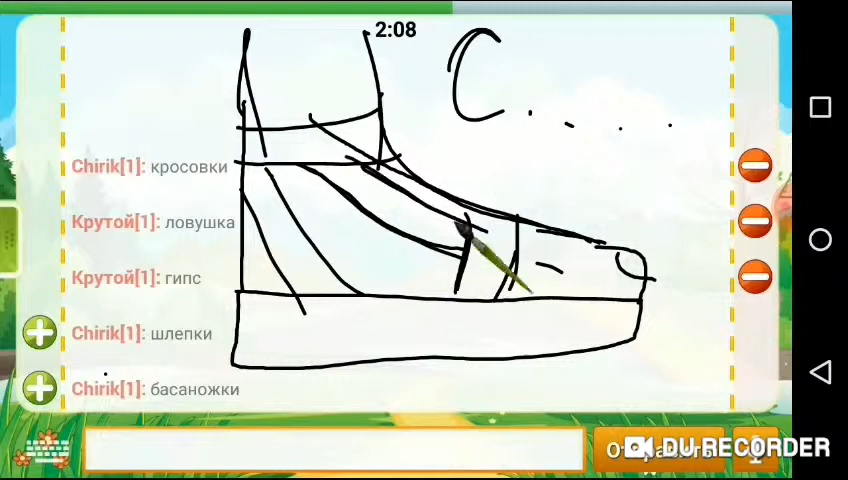 2:08
С.....
Chirik[1]: кросовки
Крутой[1]: ловушка
Крутой[1]: гипс
Chirik[1]: шлепки
Chirik[1]: басаножки
DU RECORDER